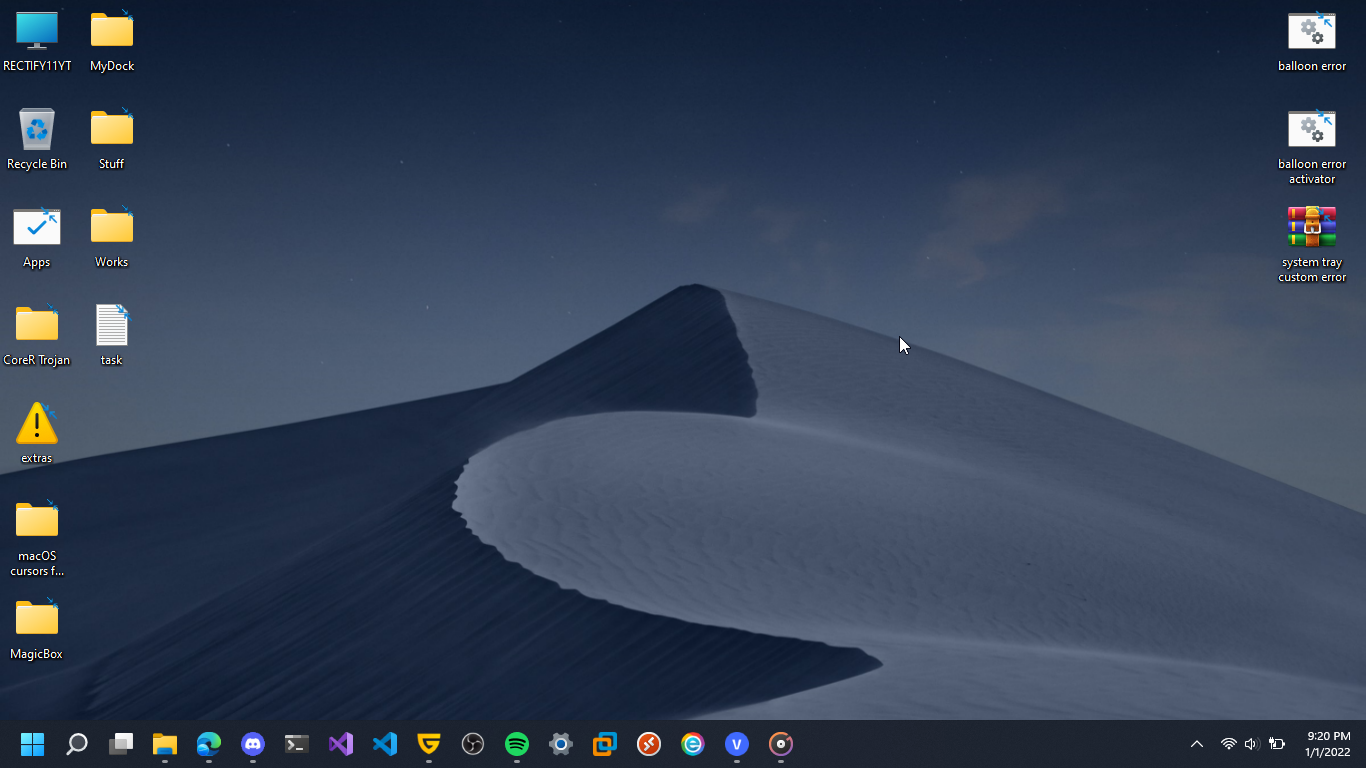 RECTIFY11YT
MyDock
Recycle Bin
Stuff
Apps
Works
CoreR Trojan
task
extras
macOS
cursors f...
MagicBox
balloon error
balloon error
activator
system tray
custom error
9:20 PM
1/1/2022